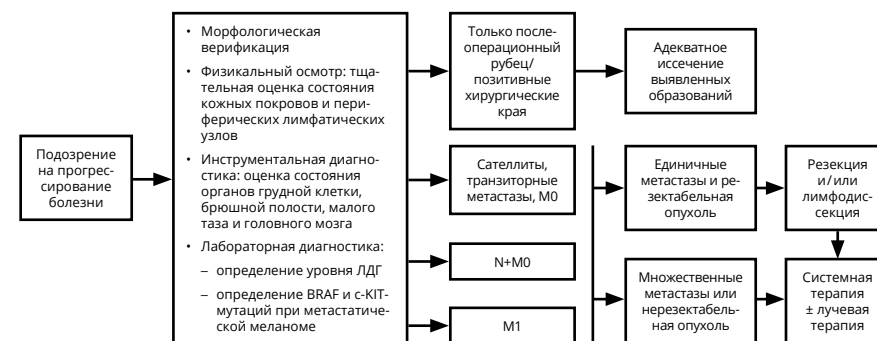 Подозрение
на прогрес-
сирование
болезни
• Морфологическая
верификация
• Физикальный осмотр: тща-
тельная оценка состояния
кожных покровов и пери-
ферических лимфатических
узлов
• Инструментальная диагно-
стика: оценка состояния
органов грудной клетки,
брюшной полости, малого
таза и головного мозга
• Лабораторная диагностика:
– определение уровня ЛДГ
– определение BRAF и c-KIT-
мутаций при метастатиче-
ской меланоме
Только после-
операционный
рубец/
позитивные
хирургические
края
Адекватное
иссечение
выявленных
образований
Сателлиты,
транзиторные
метастазы, M0
N+M0
M1
Единичные
метастазы и ре-
зектабельная
опухоль
Резекция
и/или
лимфодис-
секция
Множественные
метастазы или
нерезектабель-
ная опухоль
Системная
терапия
± лучевая
терапия